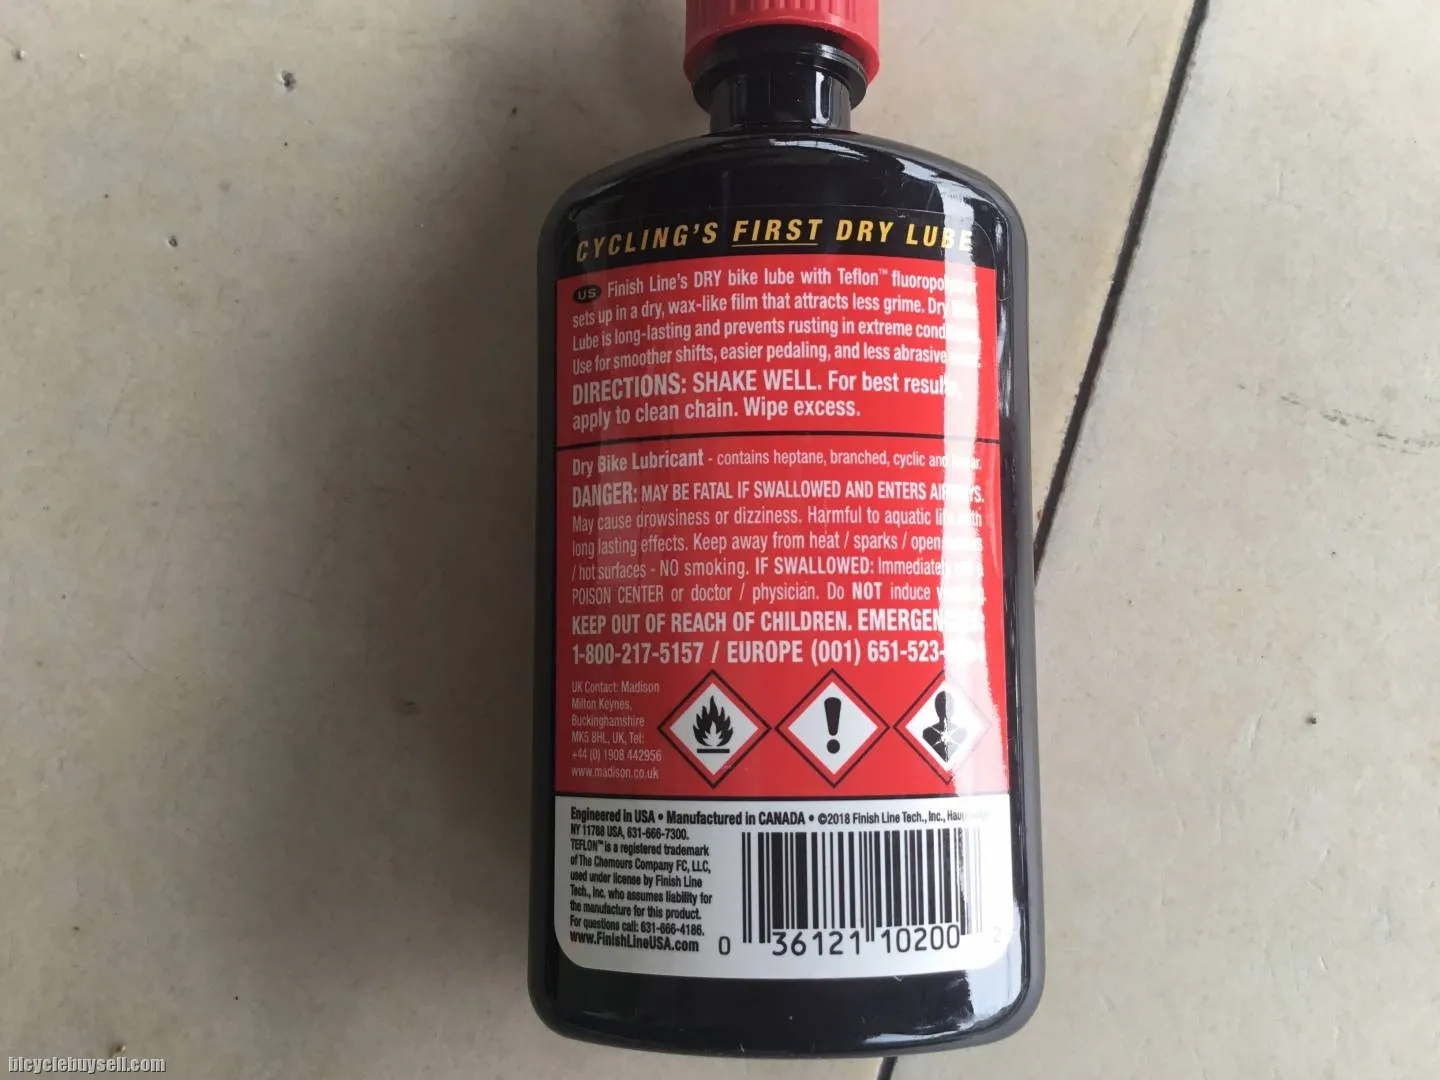 CYCLING'S FIRST DRY LUBE
US Finish Line's DRY bike lube with Teflon™
sets up in a dry, wax-like film that attracts less grime. Dry
Lube is long-lasting and prevents rusting in extreme
Use for smoother shifts, easier pedaling, and less abrasive
DIRECTIONS: SHAKE WELL. For best results,
apply to clean chain. Wipe excess.
Dry Bike Lubricant - contains heptane, branched, cyclic and
DANGER: MAY BE FATAL IF SWALLOWED AND ENTERS AIRWAYS.
May cause drowsiness or dizziness. Harmful to aquatic life with
long lasting effects. Keep away from heat / sparks / open
/ hot surfaces - NO smoking. IF SWALLOWED: Immediately a
POISON CENTER or doctor / physician. Do NOT induce
KEEP OUT OF REACH OF CHILDREN. EMERGENCIES
1-800-217-5157 / EUROPE (001) 651-523-
UK Contact: Madison
Milton Keynes,
Buckinghamshire
MK5 8HL, UK, Tel:
+44 (0) 1908 442956
www.madison.co.uk
Engineered in USA • Manufactured in CANADA • ©2018 Finish Line Tech., Inc.,
NY 11788 USA, 631-666-7300.
TEFLON™ is a registered trademark
of The Chemours Company FC, LLC,
used under license by Finish Line
Tech., Inc. who assumes liability for
the manufacture for this product.
For questions call: 631-666-4186.
www.FinishLineUSA.com
0 36121 10200 2
bicyclebuysell.com